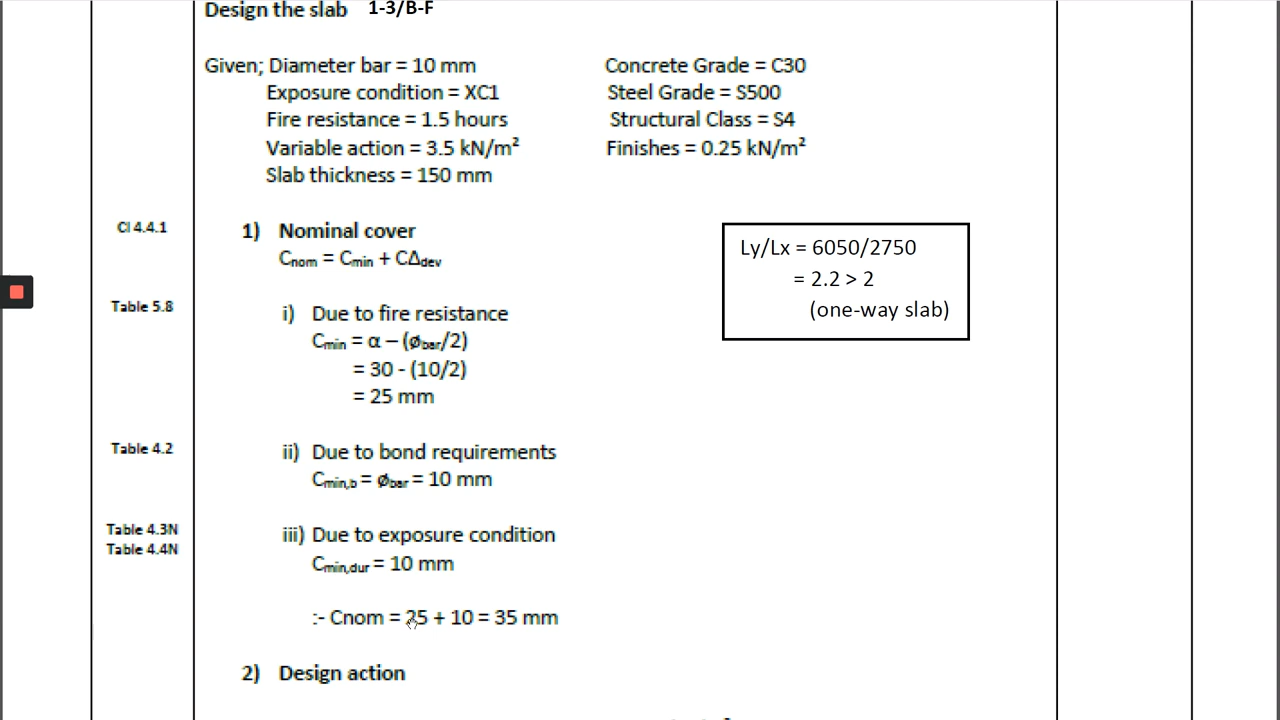 Design the slab 1-3/B-F
Given; Diameter bar = 10 mm Concrete Grade = C30
Exposure condition = XC1 Steel Grade = S500
Fire resistance = 1.5 hours Structural Class = S4
Variable action = 3.5 kN/m² Finishes = 0.25 kN/m²
Slab thickness = 150 mm
Cl 4.4.1 1) Nominal cover
Cnom = Cmin + CΔdev
Ly/Lx = 6050/2750
= 2.2 > 2
(one-way slab)
Table 5.8 i) Due to fire resistance
Cmin = α – (øbar/2)
= 30 - (10/2)
= 25 mm
Table 4.2 ii) Due to bond requirements
Cmin,b = øbar = 10 mm
Table 4.3N iii) Due to exposure condition
Table 4.4N
Cmin,dur = 10 mm
:- Cnom = 25 + 10 = 35 mm
2) Design action